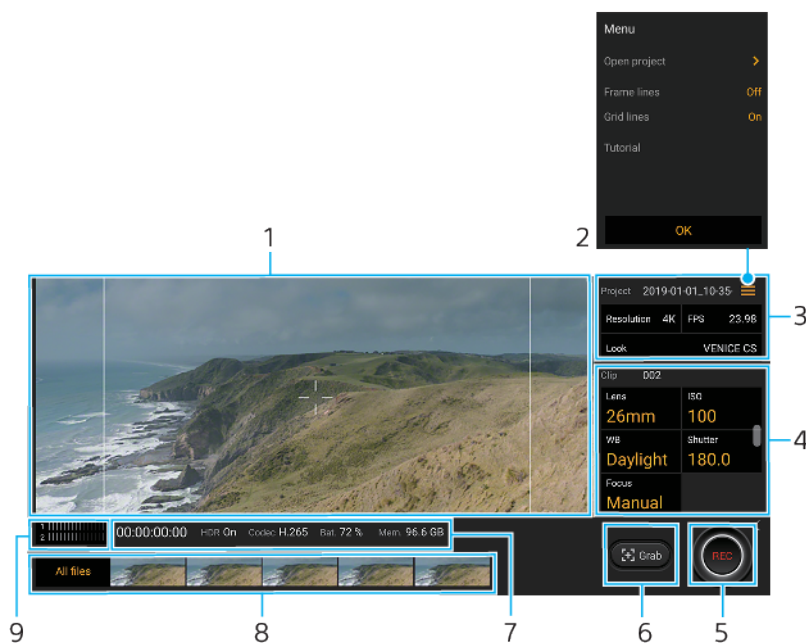 Menu
Open project
Frame lines Off
Grid lines On
Tutorial
OK
1
2
Project 2019-01-01_10-35-
3
Resolution 4K FPS 23.98
Look VENICE CS
Clip 002
Lens ISO
26mm 100
4
WB Shutter
Daylight 180.0
Focus
Manual
1
2
00:00:00:00 HDR On Codec H.265 Bat. 72 % Mem. 96.6 GB
Grab
REC
All files
9 8 7 6 5